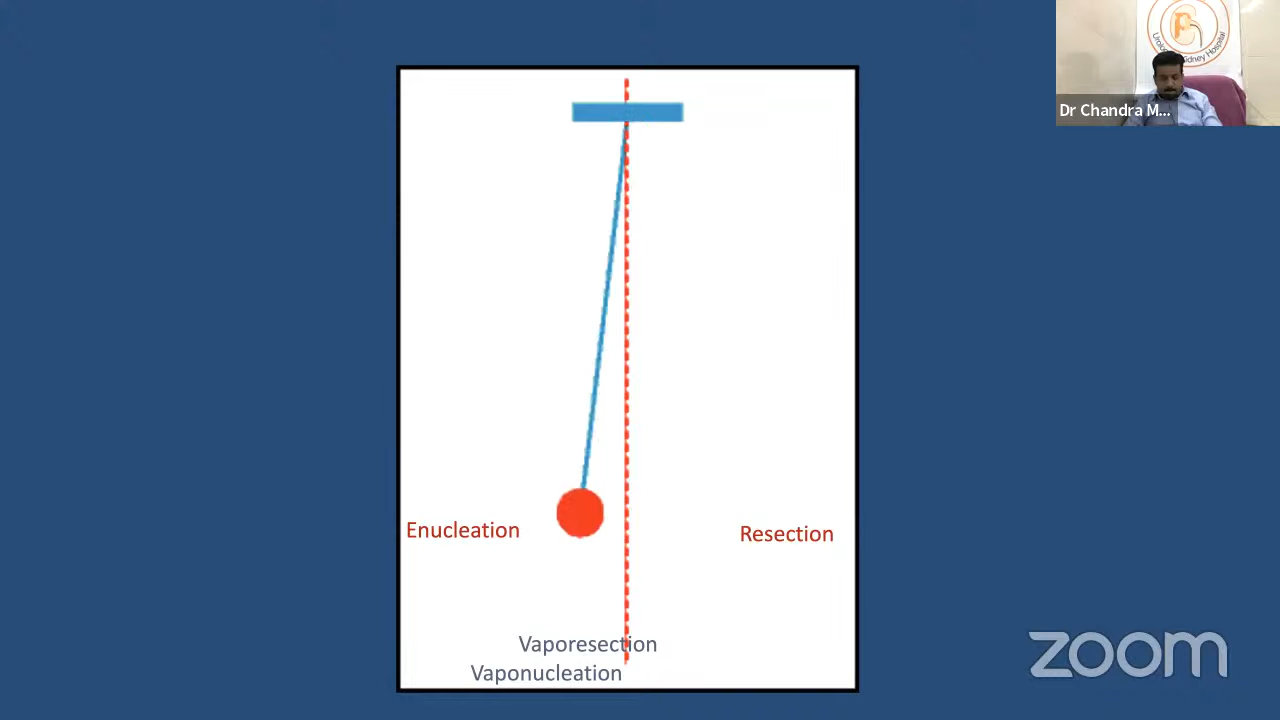 Dr Chandra M...
Enucleation
Resection
Vaporesection
Vaponucleation
zoom